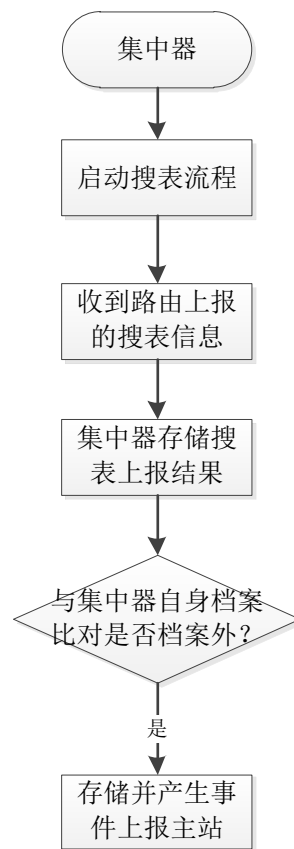 集中器
启动搜表流程
收到路由上报
的搜表信息
集中器存储搜
表上报结果
与集中器自身档案
比对是否档案外？
是
存储并产生事
件上报主站